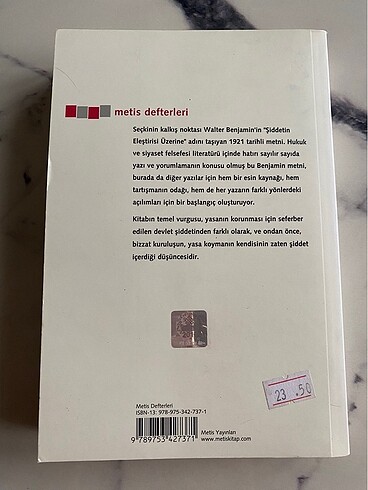 metis defterleri
Seçkinin kalkış noktası Walter Benjamin'in "Şiddetin
Eleştirisi Üzerine" adını taşıyan 1921 tarihli metni. Hukuk
ve siyaset felsefesi literatürü içinde hatırı sayılır sayıda
yazı ve yorumlamanın konusu olmuş bu Benjamin metni,
burada da diğer yazılar için hem bir esin kaynağı, hem
tartışmanın odağı, hem de her yazarın farklı yönlerdeki
açılımları için bir başlangıç oluşturuyor.
Kitabın temel vurgusu, yasanın korunması için seferber
edilen devlet şiddetinden farklı olarak, ve ondan önce,
bizzat kuruluşun, yasa koymanın kendisinin zaten şiddet
içerdiği düşüncesidir.
23 .50
Metis Defterleri
ISBN-13: 978-975-342-737-1
9 789753 427371
Metis Yayınları
www.metiskitap.com